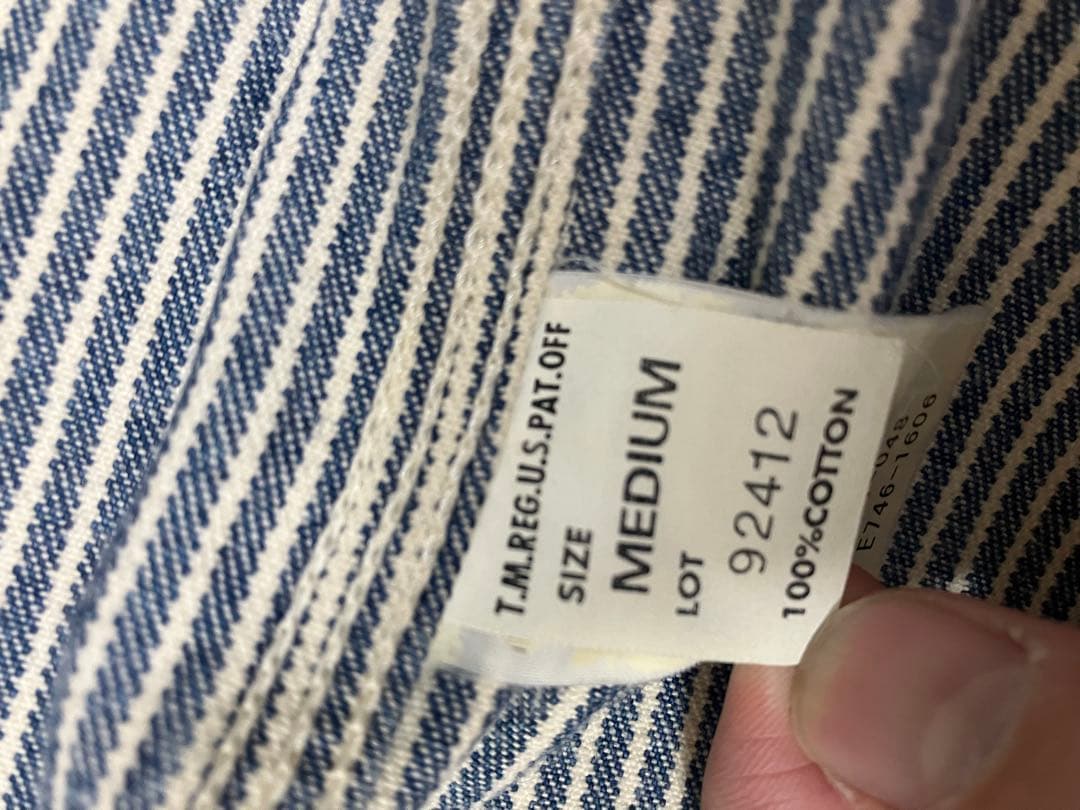 T.M.REG.U.S.PAT.OFF
SIZE
MEDIUM
LOT
92412
100%COTTON
E746-1606